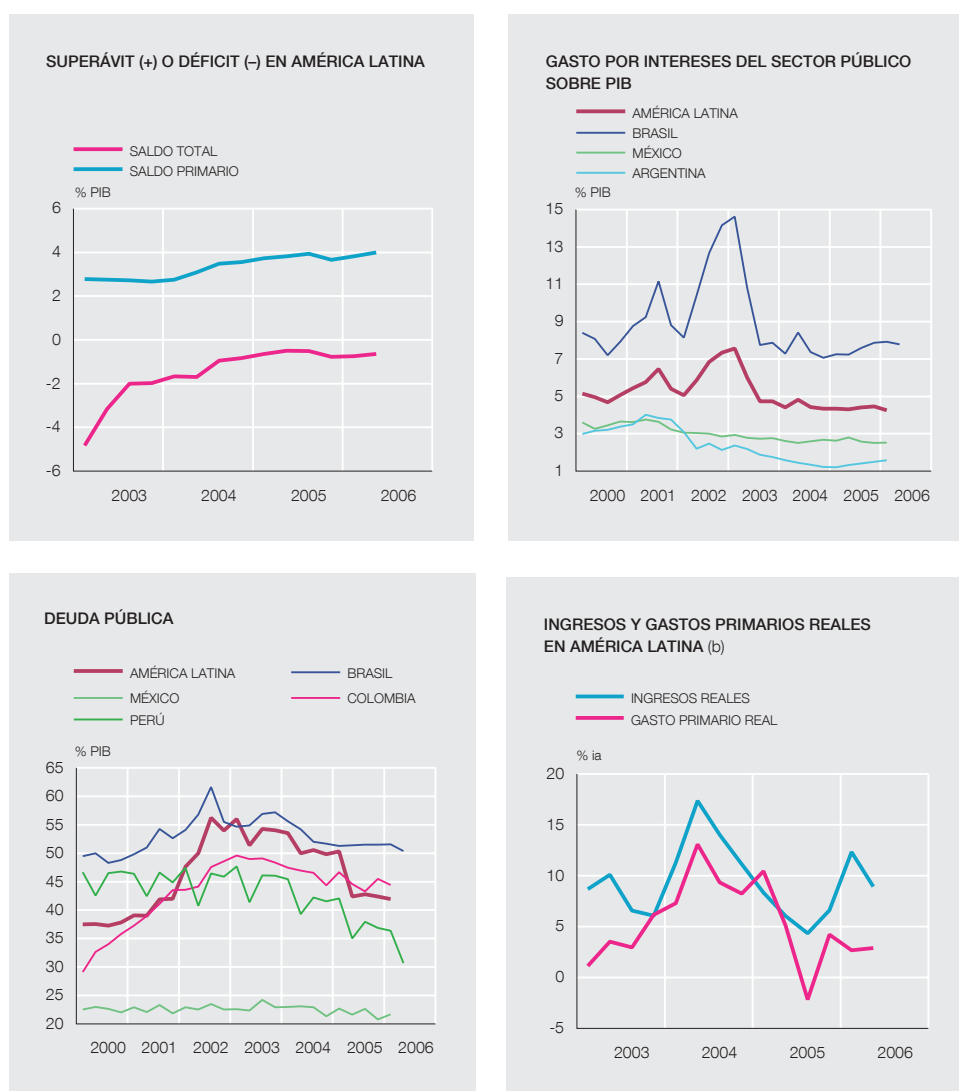 SUPERÁVIT (+) O DÉFICIT (–) EN AMÉRICA LATINA
SALDO TOTAL
SALDO PRIMARIO
% PIB
6
4
2
0
-2
-4
-6
2003 2004 2005 2006
GASTO POR INTERESES DEL SECTOR PÚBLICO
SOBRE PIB
AMÉRICA LATINA
BRASIL
MÉXICO
ARGENTINA
% PIB
15
13
11
9
7
5
3
1
2000 2001 2002 2003 2004 2005 2006
DEUDA PÚBLICA
AMÉRICA LATINA BRASIL
MÉXICO COLOMBIA
PERÚ
% PIB
65
60
55
50
45
40
35
30
25
20
2000 2001 2002 2003 2004 2005 2006
INGRESOS Y GASTOS PRIMARIOS REALES
EN AMÉRICA LATINA (b)
INGRESOS REALES
GASTO PRIMARIO REAL
% ia
20
15
10
5
0
-5
2003 2004 2005 2006